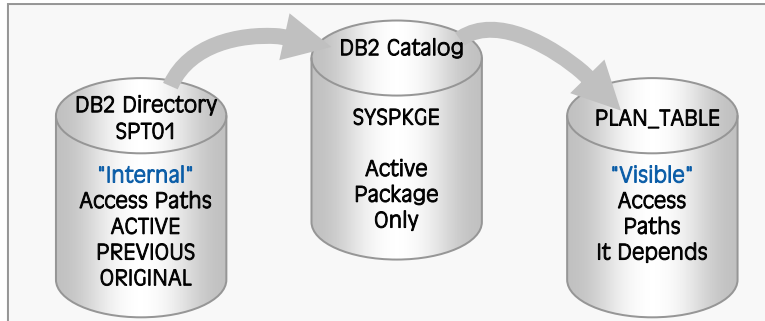 DB2 Directory
SPT01
"Internal"
Access Paths
ACTIVE
PREVIOUS
ORIGINAL
DB2 Catalog
SYSPKGE
Active
Package
Only
PLAN_TABLE
"Visible"
Access
Paths
It Depends